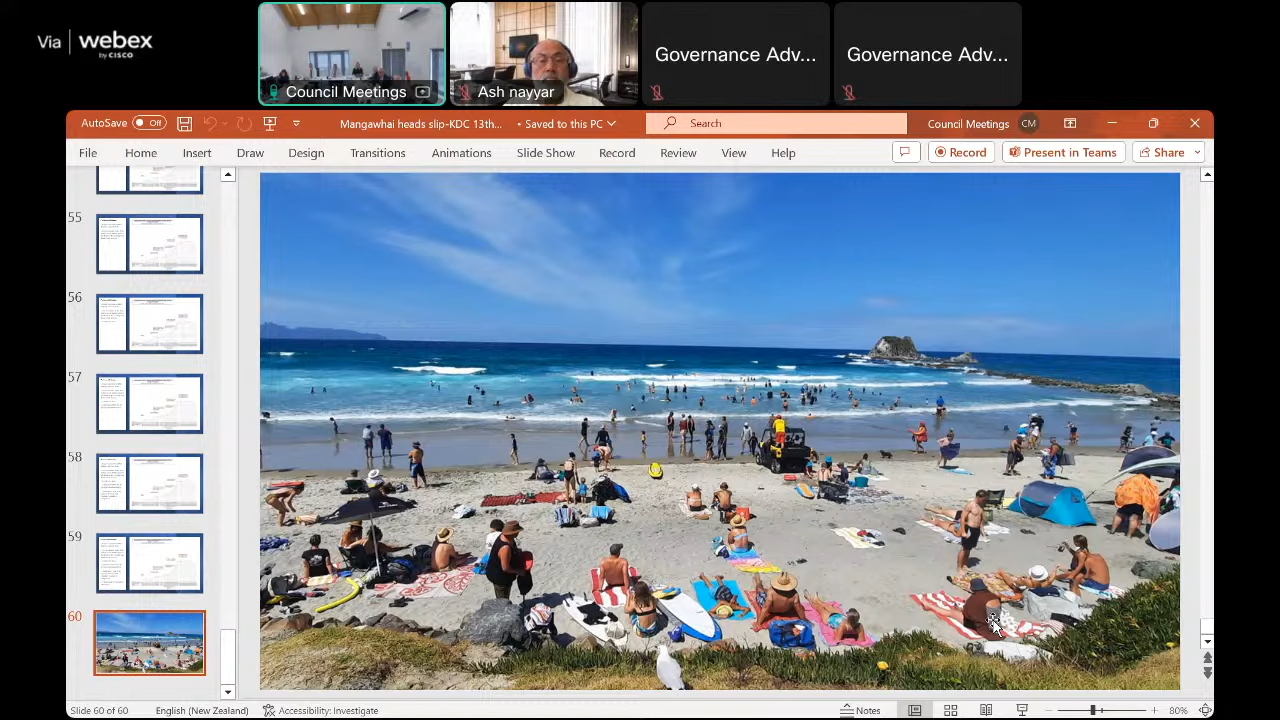 Via webex
by CISCO
Council Meetings
Ash nayyar
Governance Adv...
Governance Adv...
AutoSave Off
Mangawhai heads slip-KDC 13th... • Saved to this PC
Search
Council Meetings CM
File Home Insert Draw Design Transitions Animations Slide Show Record Review View Help
Record Present in Teams Share
55
56
57
58
59
60
Slide 60 of 60 English (New Zealand) Accessibility: Investigate Notes 80%